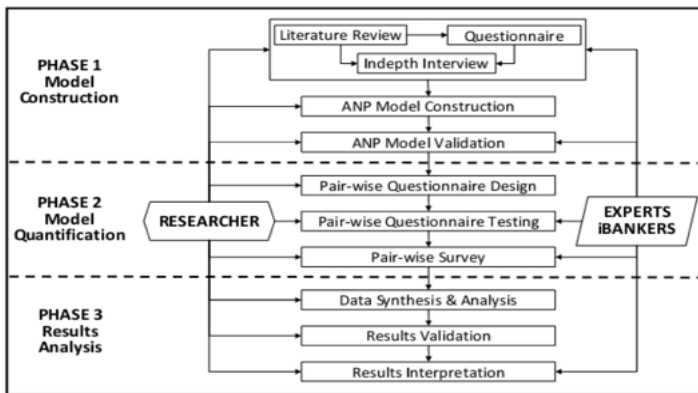 Literature Review
Questionnaire
Indepth Interview
PHASE 1
Model
Construction
ANP Model Construction
ANP Model Validation
PHASE 2
Model
Quantification
RESEARCHER
Pair-wise Questionnaire Design
Pair-wise Questionnaire Testing
Pair-wise Survey
EXPERTS
iBANKERS
PHASE 3
Results
Analysis
Data Synthesis & Analysis
Results Validation
Results Interpretation